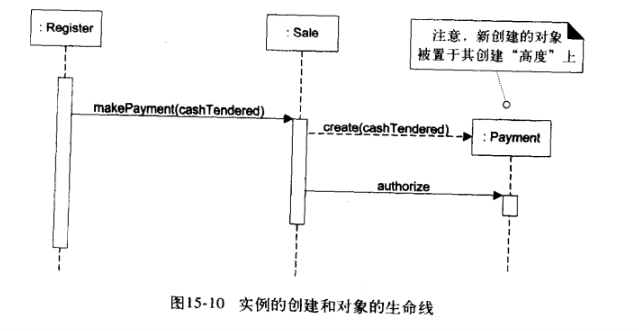 : Register
: Sale
注意，新创建的对象
被置于其创建“高度”上
makePayment(cashTendered)
create(cashTendered)
: Payment
authorize
图15-10 实例的创建和对象的生命线